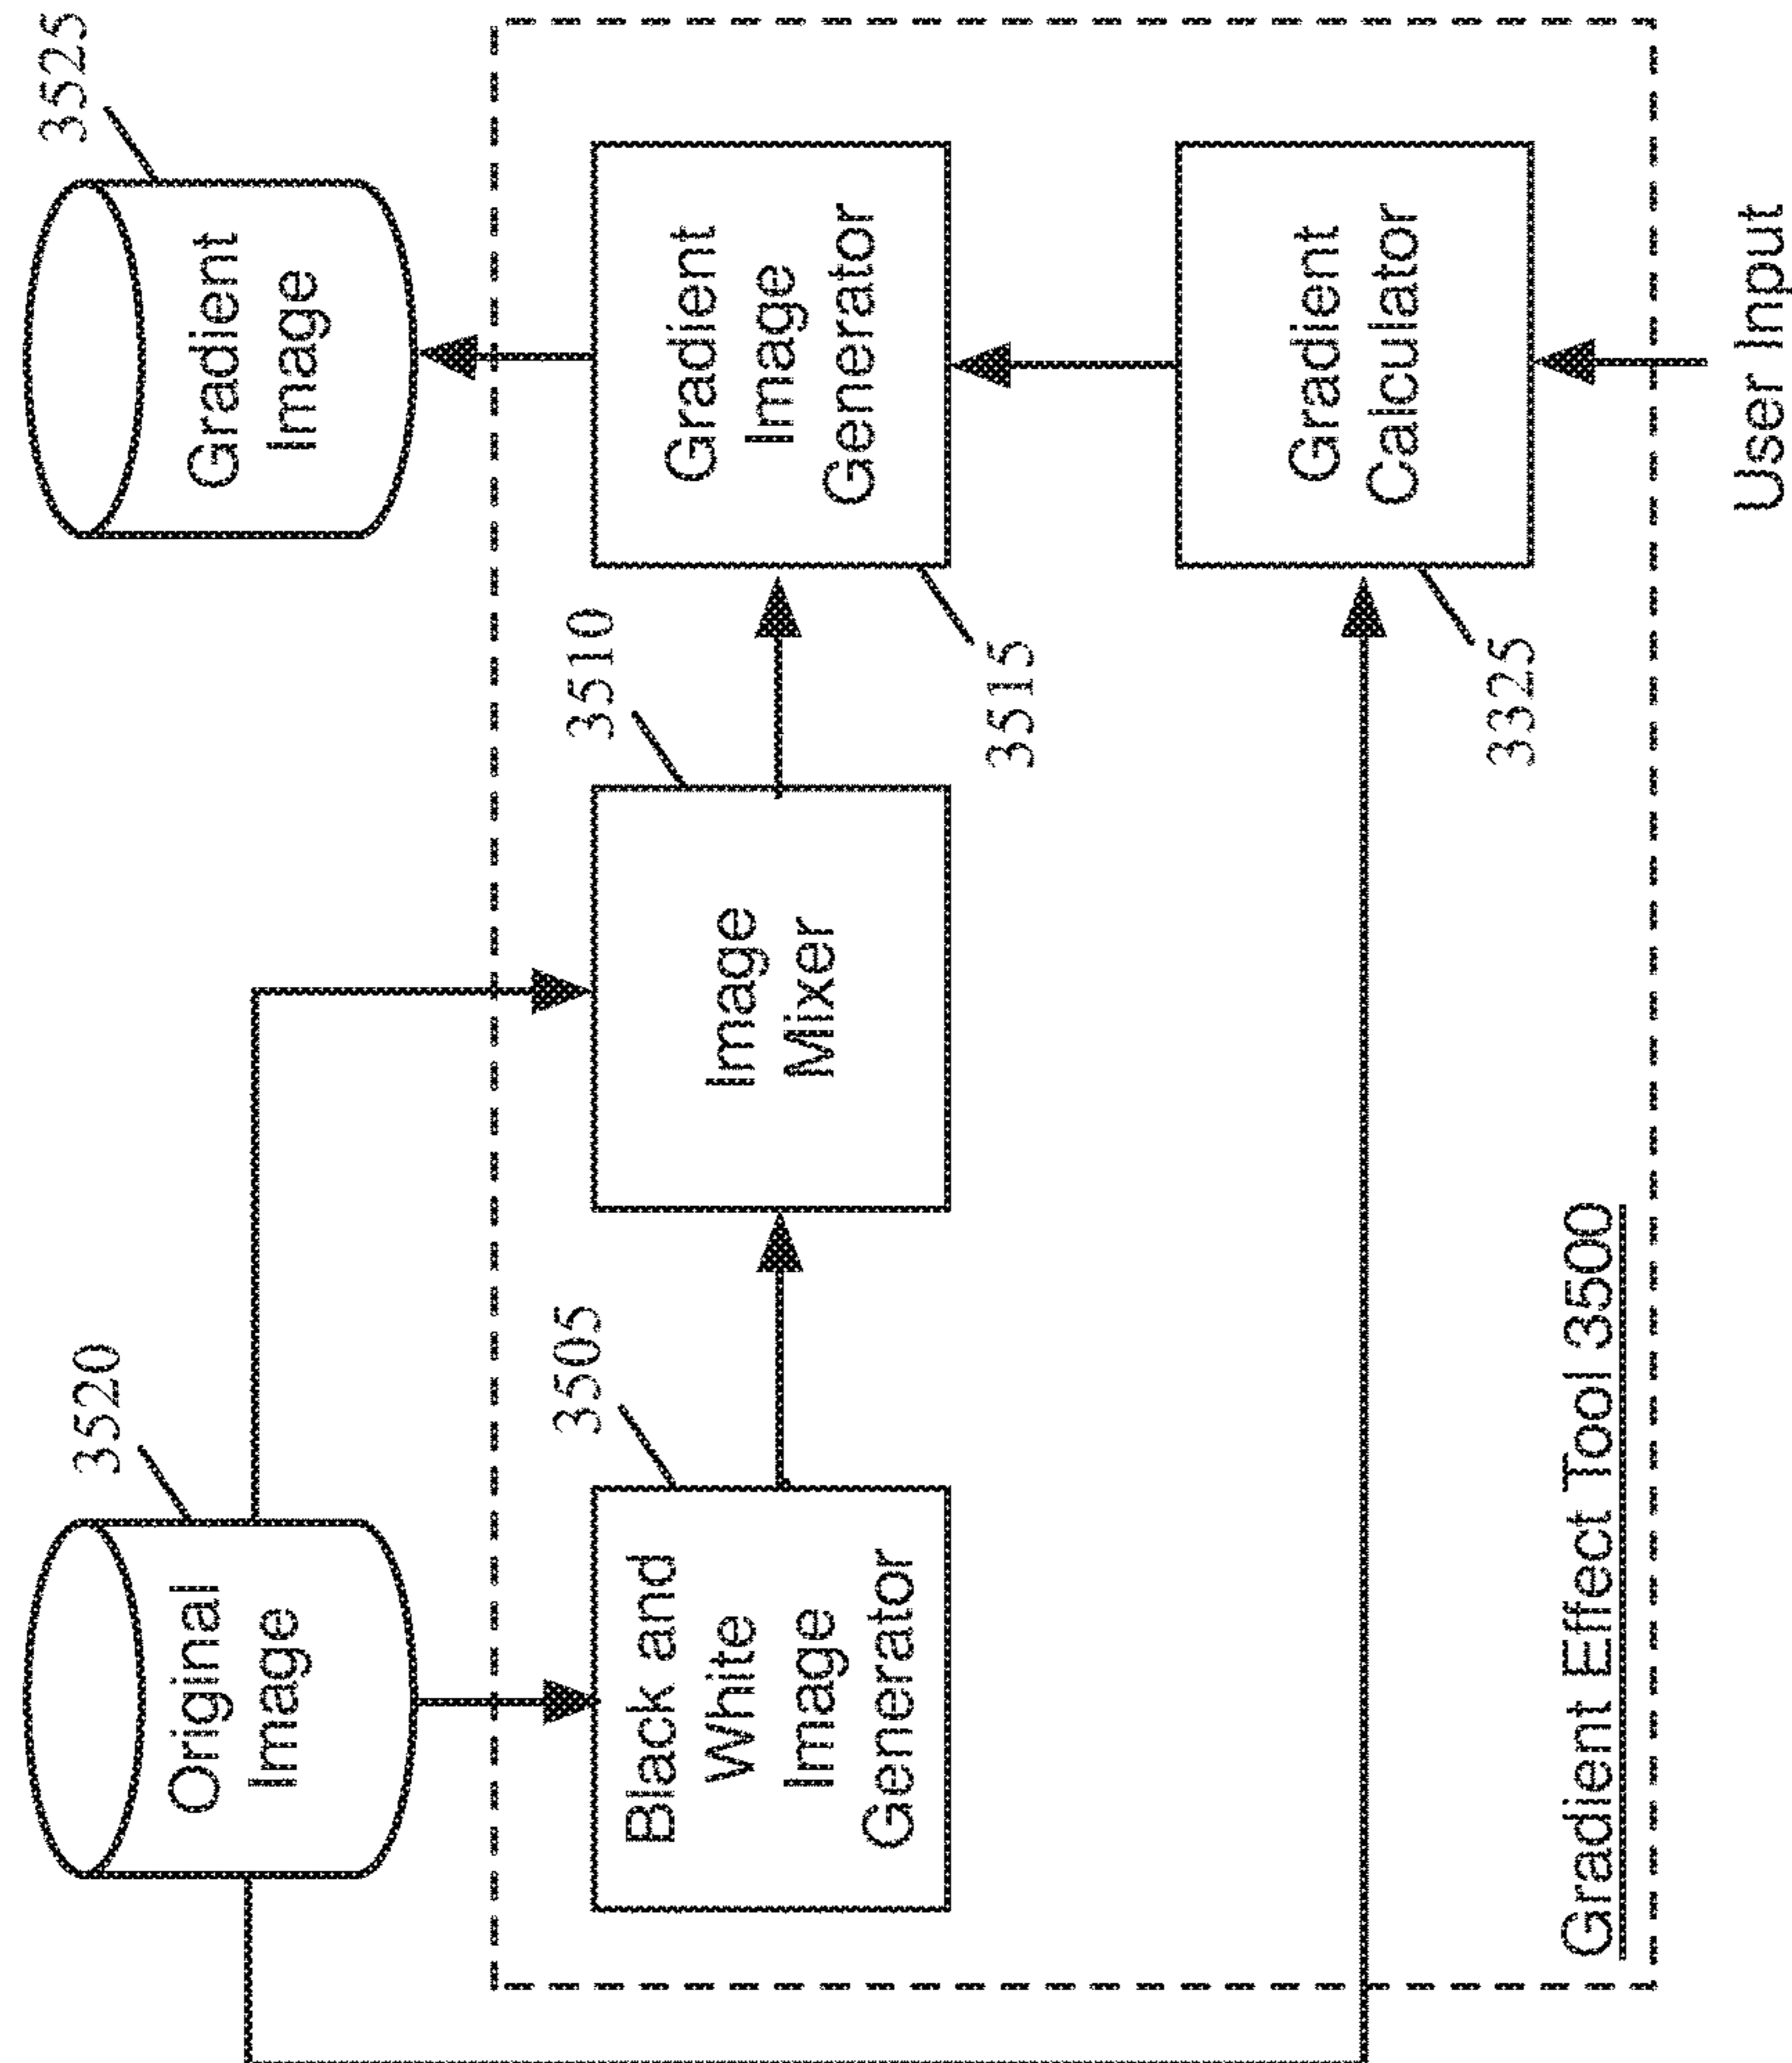 3520
Original
Image
3525
Gradient
Image
3505
Black and
White
Image
Generator
3510
Image
Mixer
Gradient
Image
Generator
3515
Gradient
Calculator
3325
Gradient Effect Tool 3500
User Input